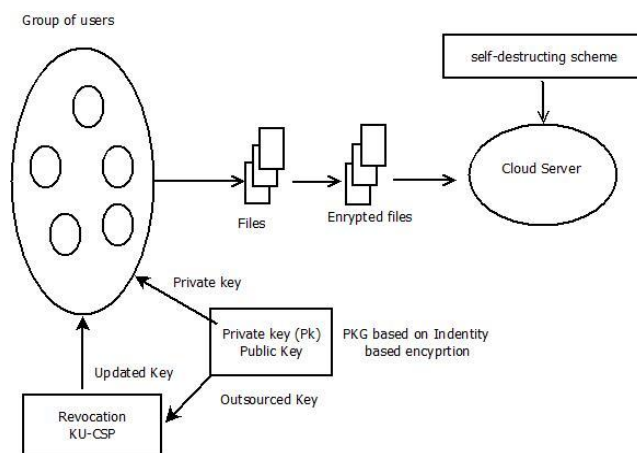 Group of users
self-destructing scheme
Cloud Server
Files
Enrypted files
Private key
Private key (Pk)
Public Key
PKG based on Indentity
based encyprtion
Updated Key
Outsourced Key
Revocation
KU-CSP